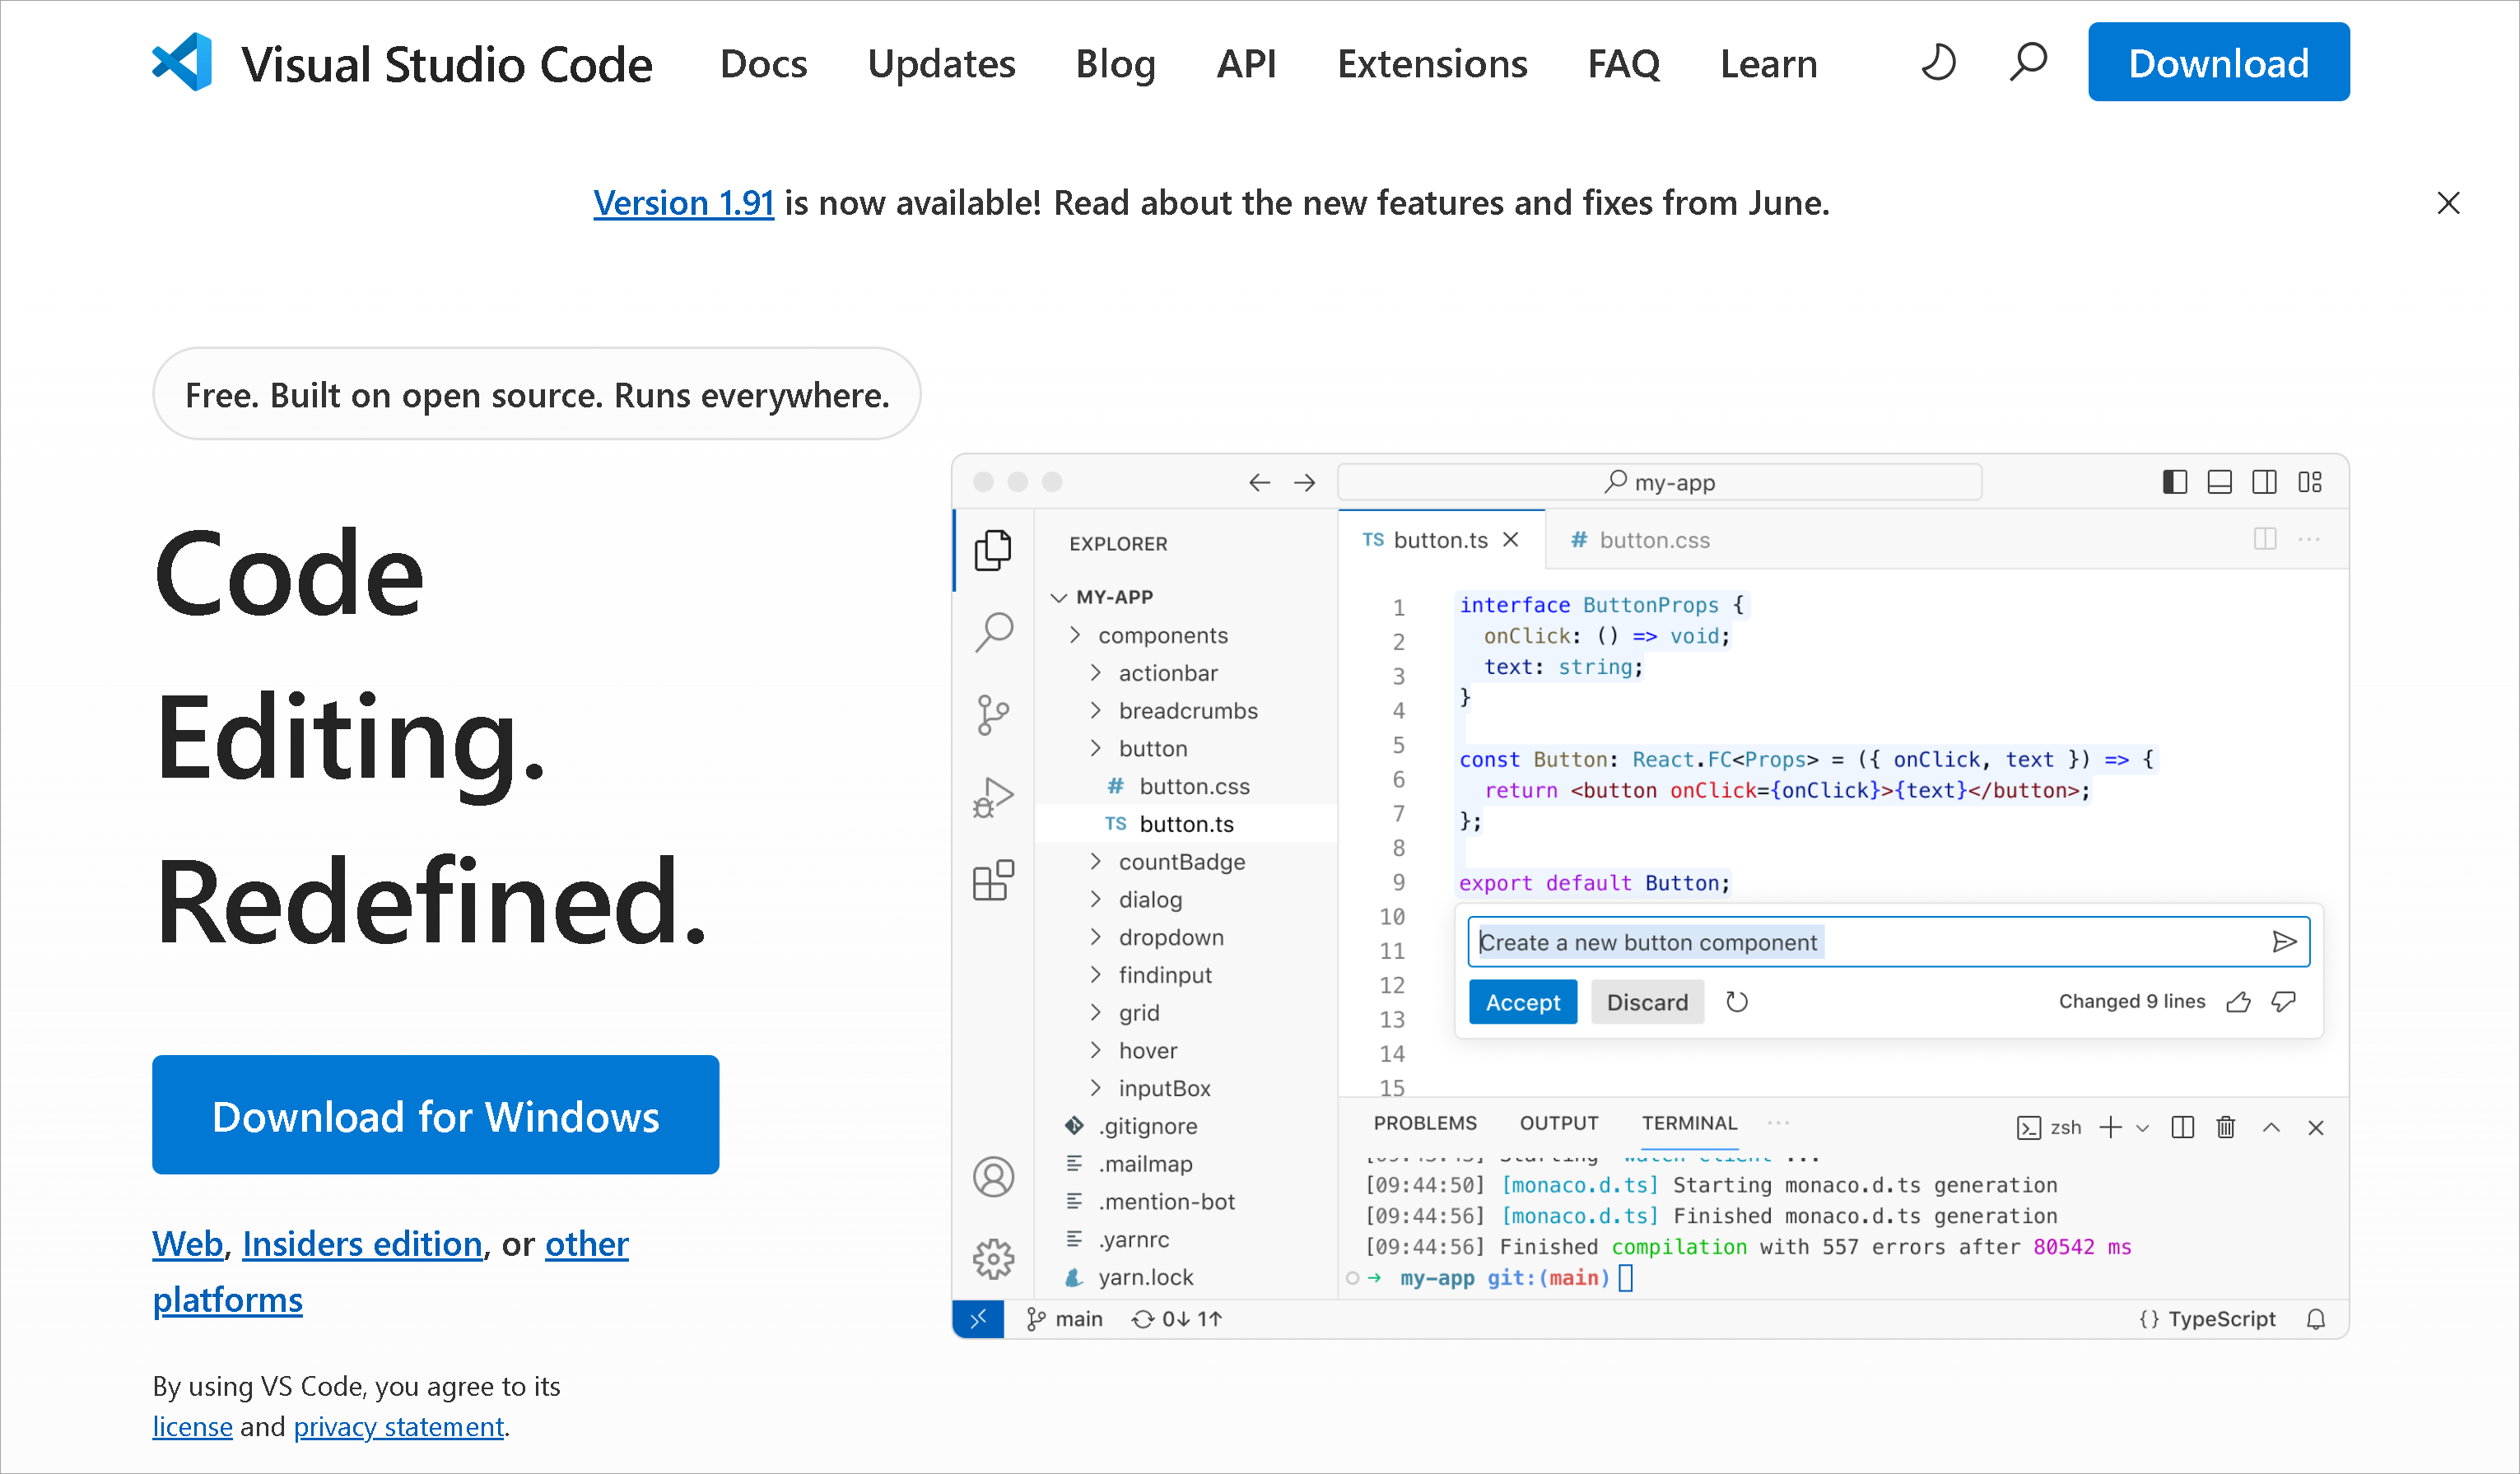 Visual Studio Code Docs Updates Blog API Extensions FAQ Learn Download
Version 1.91 is now available! Read about the new features and fixes from June.
Free. Built on open source. Runs everywhere.
Code
Editing.
Redefined.
Download for Windows
Web, Insiders edition, or other
platforms
By using VS Code, you agree to its
license and privacy statement.
my-app
EXPLORER
MY-APP
components
actionbar
breadcrumbs
button
# button.css
TS button.ts
countBadge
dialog
dropdown
findinput
grid
hover
inputBox
.gitignore
.mailmap
.mention-bot
.yarnrc
yarn.lock
TS button.ts # button.css
1
2
3
4
5
6
7
8
9
10
11
12
13
14
15
interface ButtonProps {
onClick: () => void;
text: string;
}
const Button: React.FC<Props> = ({ onClick, text }) => {
return <button onClick={onClick}>{text}</button>;
};
export default Button;
Create a new button component
Accept Discard Changed 9 lines
PROBLEMS OUTPUT TERMINAL ··· zsh
Starting watch-client ...
[09:44:50] [monaco.d.ts] Starting monaco.d.ts generation
[09:44:56] [monaco.d.ts] Finished monaco.d.ts generation
[09:44:56] Finished compilation with 557 errors after 80542 ms
→ my-app git:(main)
main 0↓ 1↑ {} TypeScript